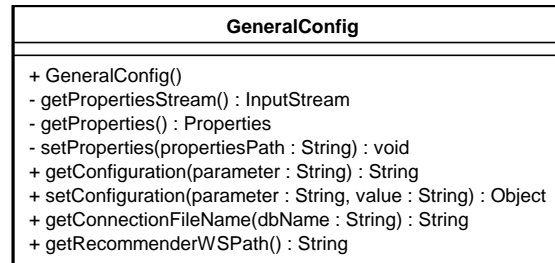 GeneralConfig
+ GeneralConfig()
- getPropertiesStream() : InputStream
- getProperties() : Properties
- setProperties(propertiesPath : String) : void
+ getConfiguration(parameter : String) : String
+ setConfiguration(parameter : String, value : String) : Object
+ getConnectionFileName(dbName : String) : String
+ getRecommenderWSPath() : String